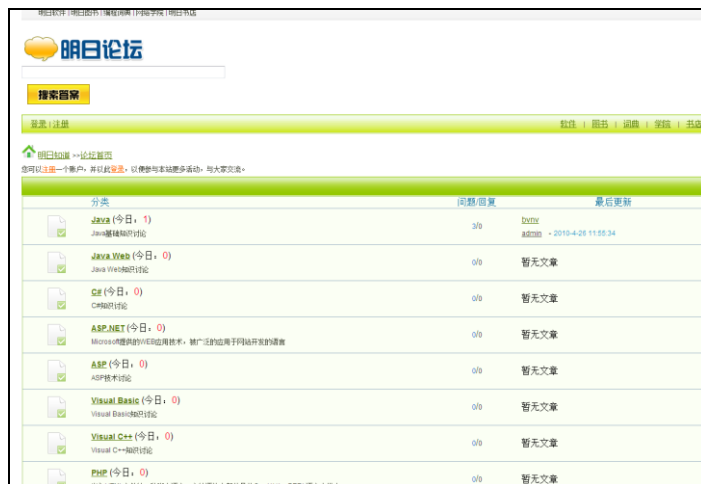 明日软件 | 明日图书 | 编程词典 | 网络学院 | 明日书店
明日论坛
搜索答案
登录 | 注册
软件 | 图书 | 词典 | 学院 | 书店
明日知道 >>论坛首页
您可以注册一个账户，并以此登录，以便参与本站更多活动，与大家交流。
分类 问题/回复 最后更新
Java (今日：1) 3/0 bvnv
Java基础知识讨论 admin - 2010-4-26 11:55:34
Java Web (今日：0) 0/0 暂无文章
Java Web知识讨论
C# (今日：0) 0/0 暂无文章
C#知识讨论
ASP.NET (今日：0) 0/0 暂无文章
Microsoft提供的WEB应用技术，被广泛的应用于网站开发的语言
ASP (今日：0) 0/0 暂无文章
ASP技术讨论
Visual Basic (今日：0) 0/0 暂无文章
Visual Basic知识讨论
Visual C++ (今日：0) 0/0 暂无文章
Visual C++知识讨论
PHP (今日：0) 0/0 暂无文章